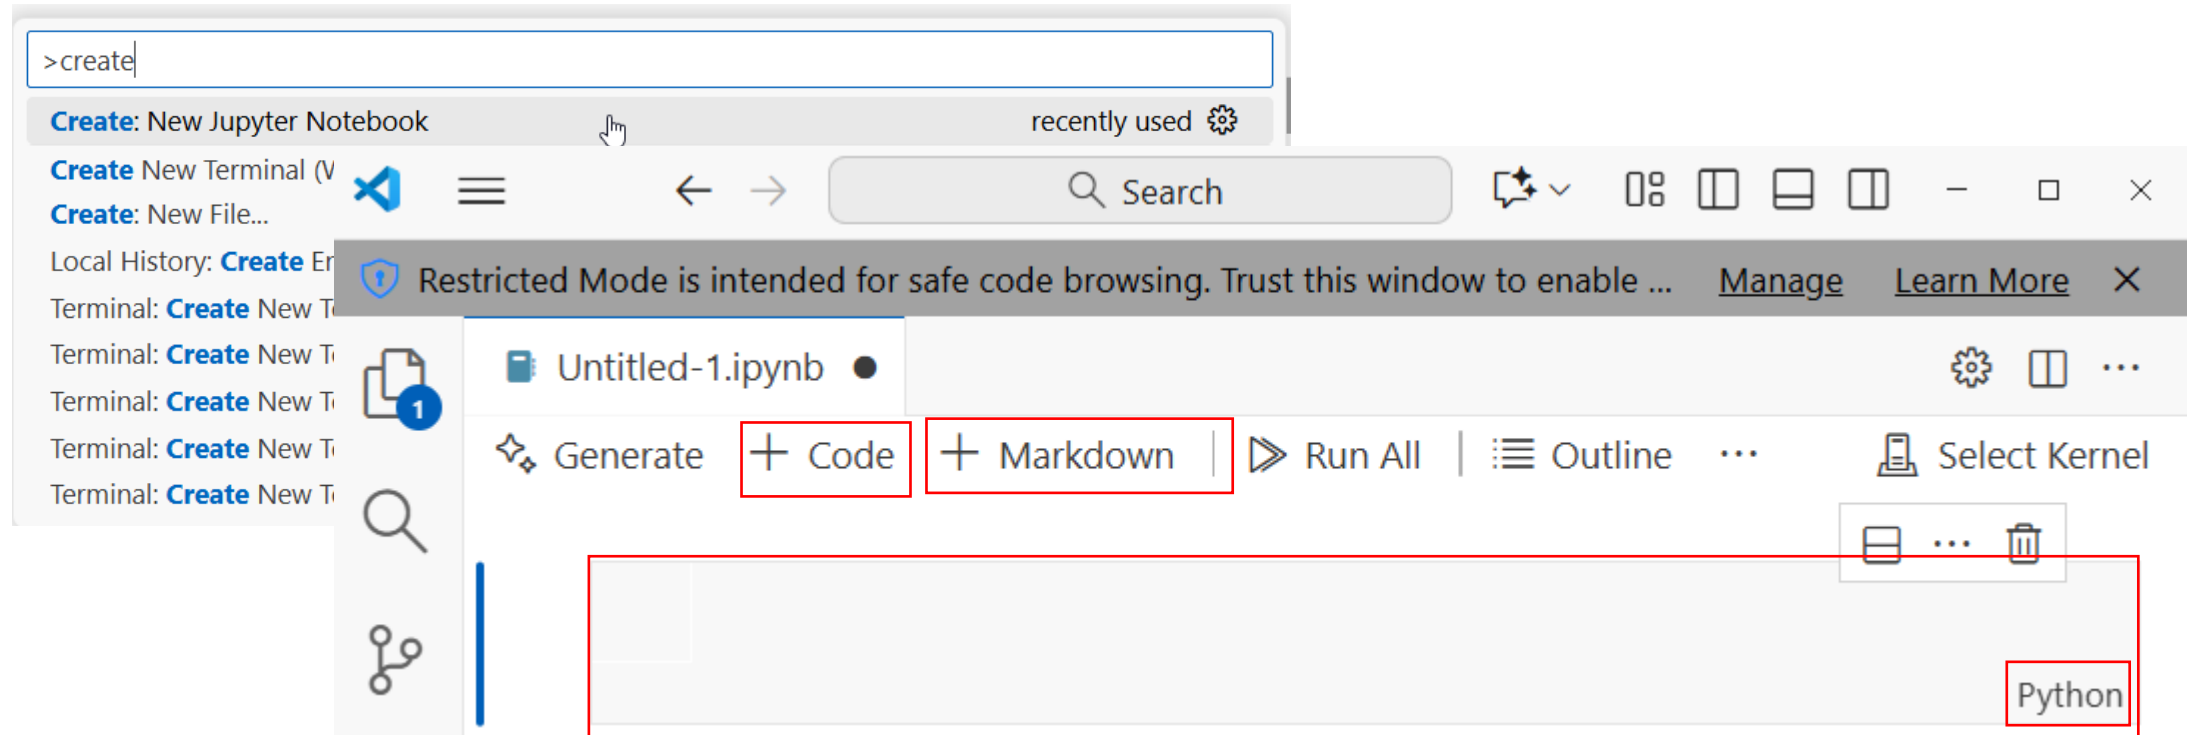 >create
Create: New Jupyter Notebook recently used
Create New Terminal (
Create: New File...
Local History: Create
Terminal: Create New
Terminal: Create New
Terminal: Create New
Terminal: Create New
Terminal: Create New
Search
Restricted Mode is intended for safe code browsing. Trust this window to enable ... Manage Learn More
1
Untitled-1.ipynb
Generate + Code + Markdown Run All Outline ... Select Kernel
Python